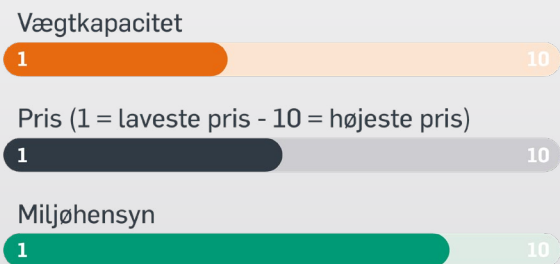 Vægtkapacitet
1 10
Pris (1 = laveste pris - 10 = højeste pris)
1 10
Miljøhensyn
1 10